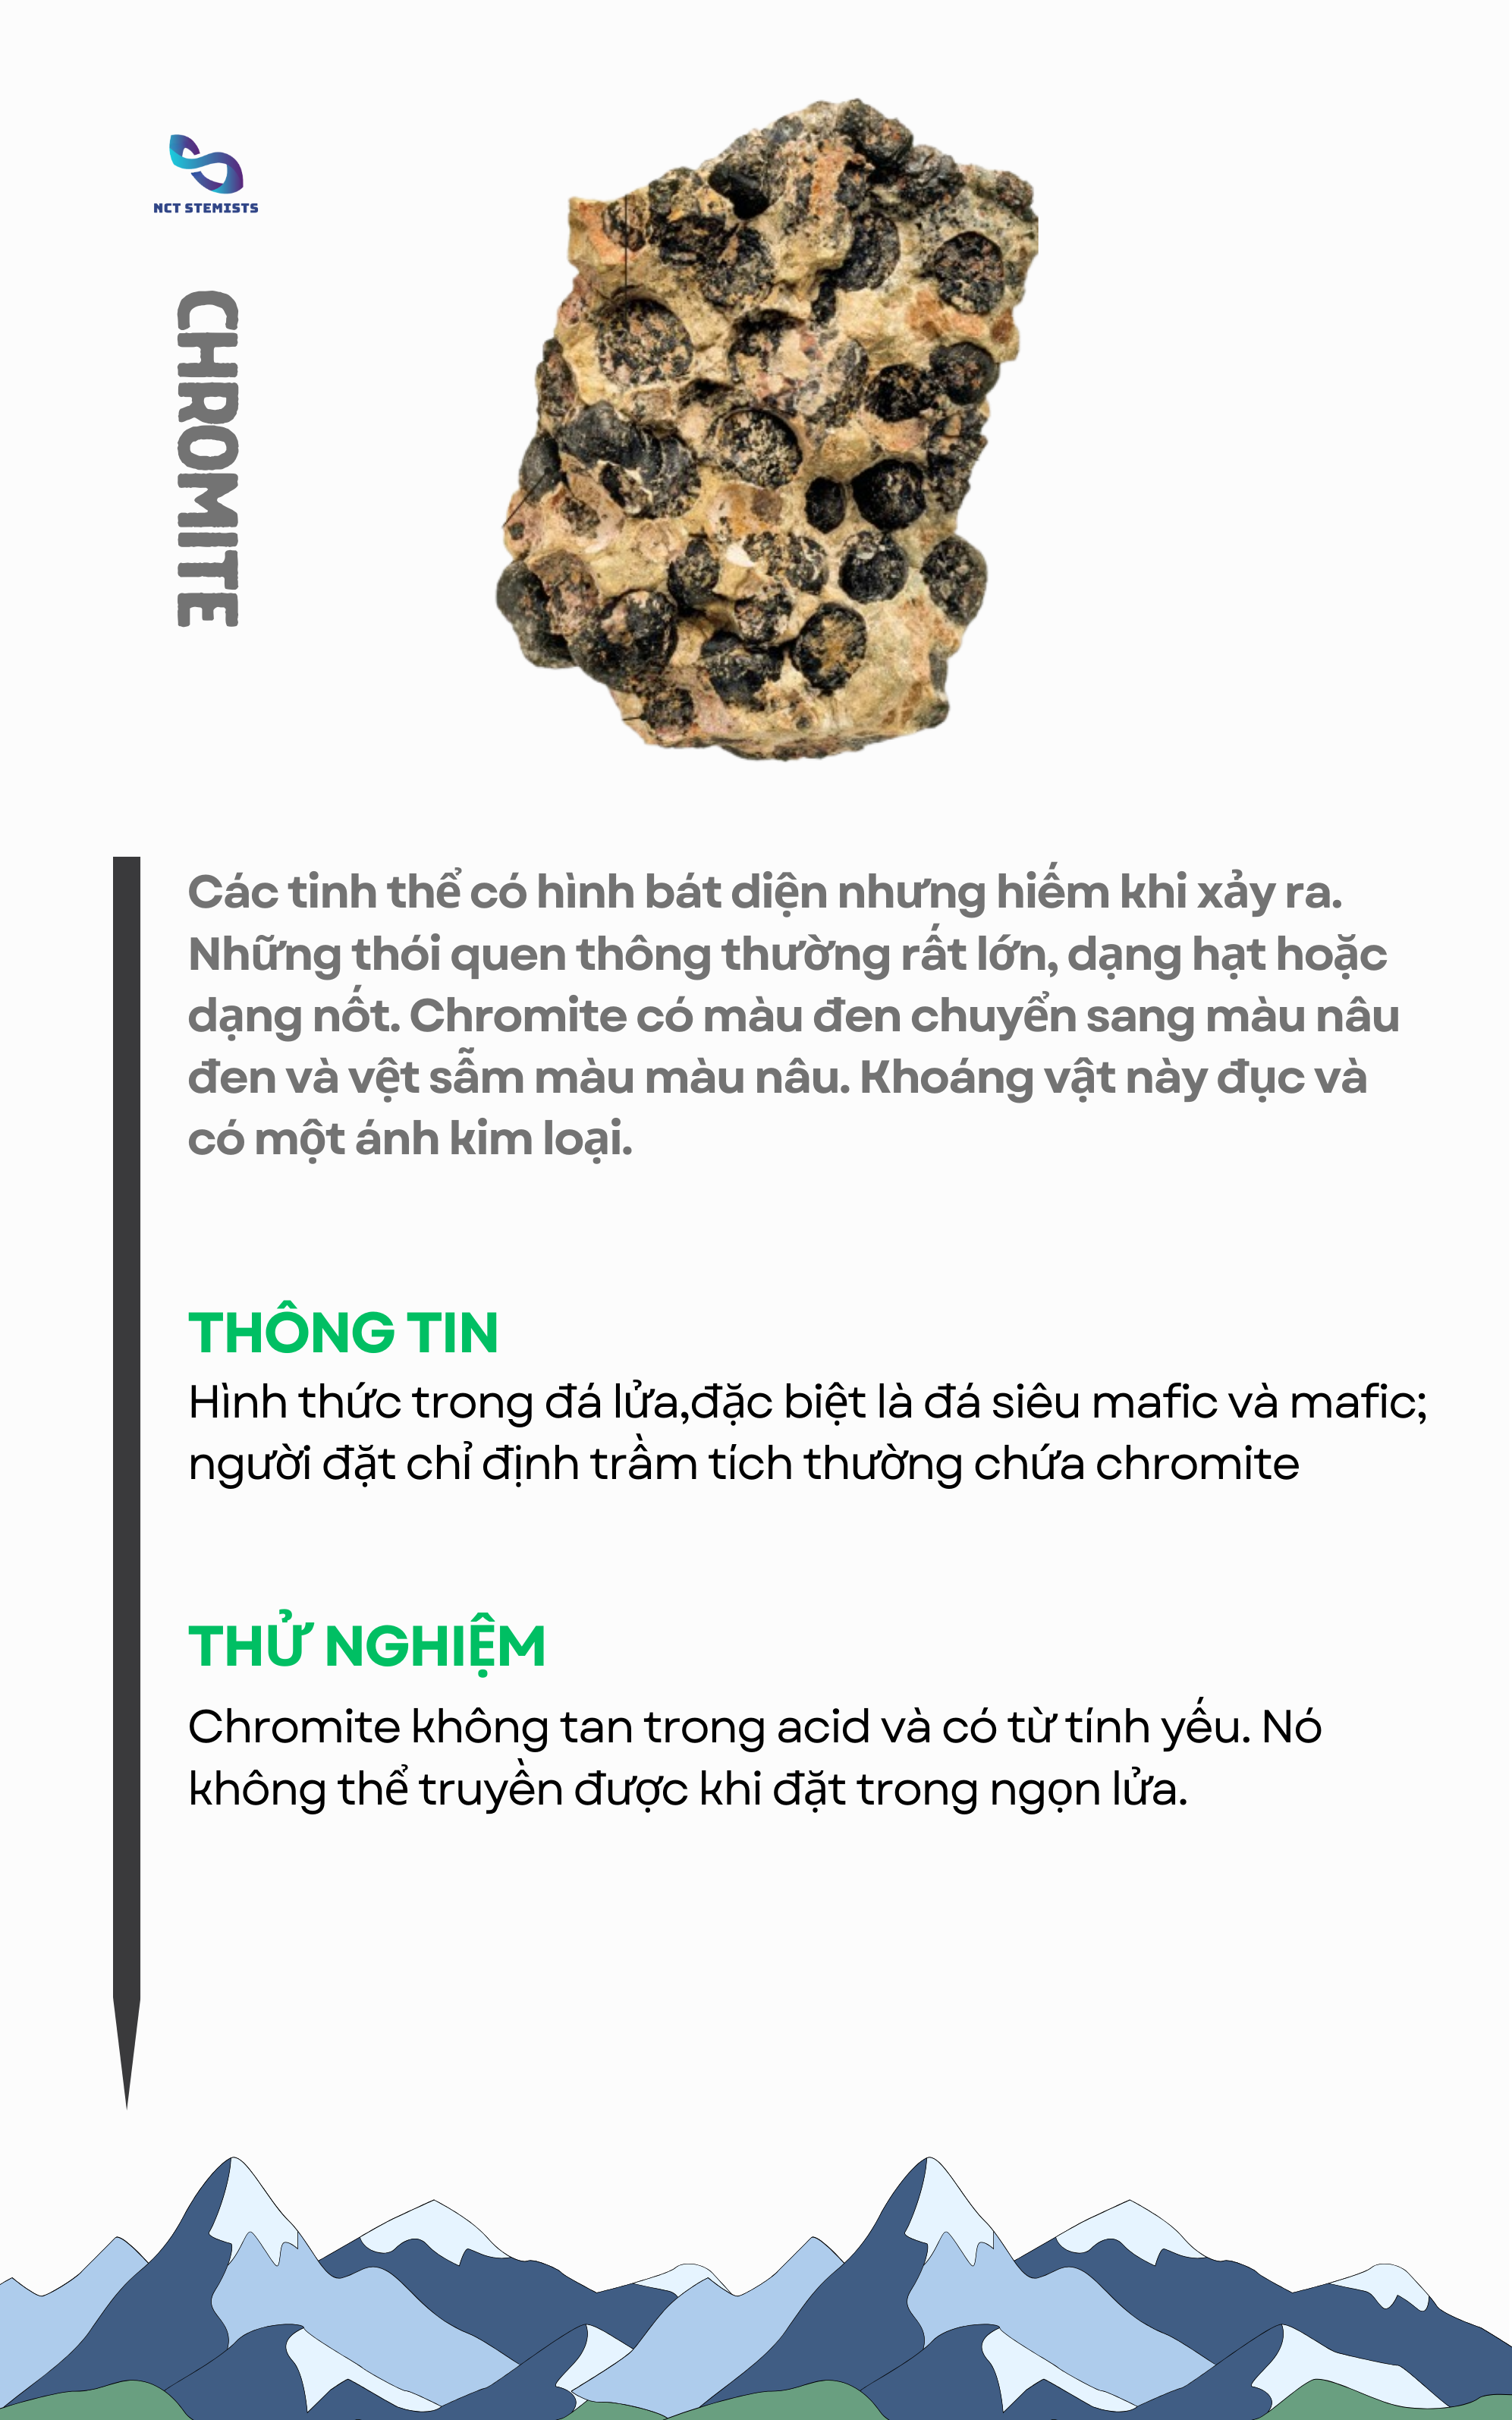 NCT STEMISTS
CHROMITE
Các tinh thể có hình bát diện nhưng hiếm khi xảy ra.
Những thói quen thông thường rất lớn, dạng hạt hoặc
dạng nốt. Chromite có màu đen chuyển sang màu nâu
đen và vệt sẫm màu màu nâu. Khoáng vật này đục và
có một ánh kim loại.
THÔNG TIN
Hình thức trong đá lửa,đặc biệt là đá siêu mafic và mafic;
người đặt chỉ định trầm tích thường chứa chromite
THỬ NGHIỆM
Chromite không tan trong acid và có từ tính yếu. Nó
không thể truyền được khi đặt trong ngọn lửa.